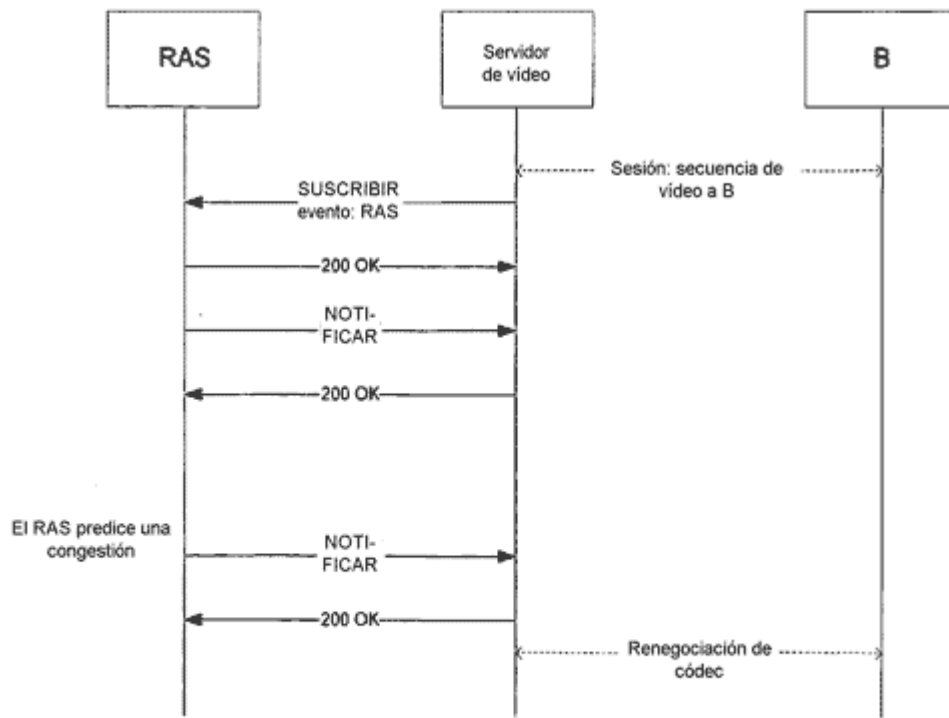 RAS
Servidor
de vídeo
B
Sesión: secuencia de
vídeo a B
SUSCRIBIR
evento: RAS
200 OK
NOTI-
FICAR
200 OK
El RAS predice una
congestión
NOTI-
FICAR
200 OK
Renegociación de
códec